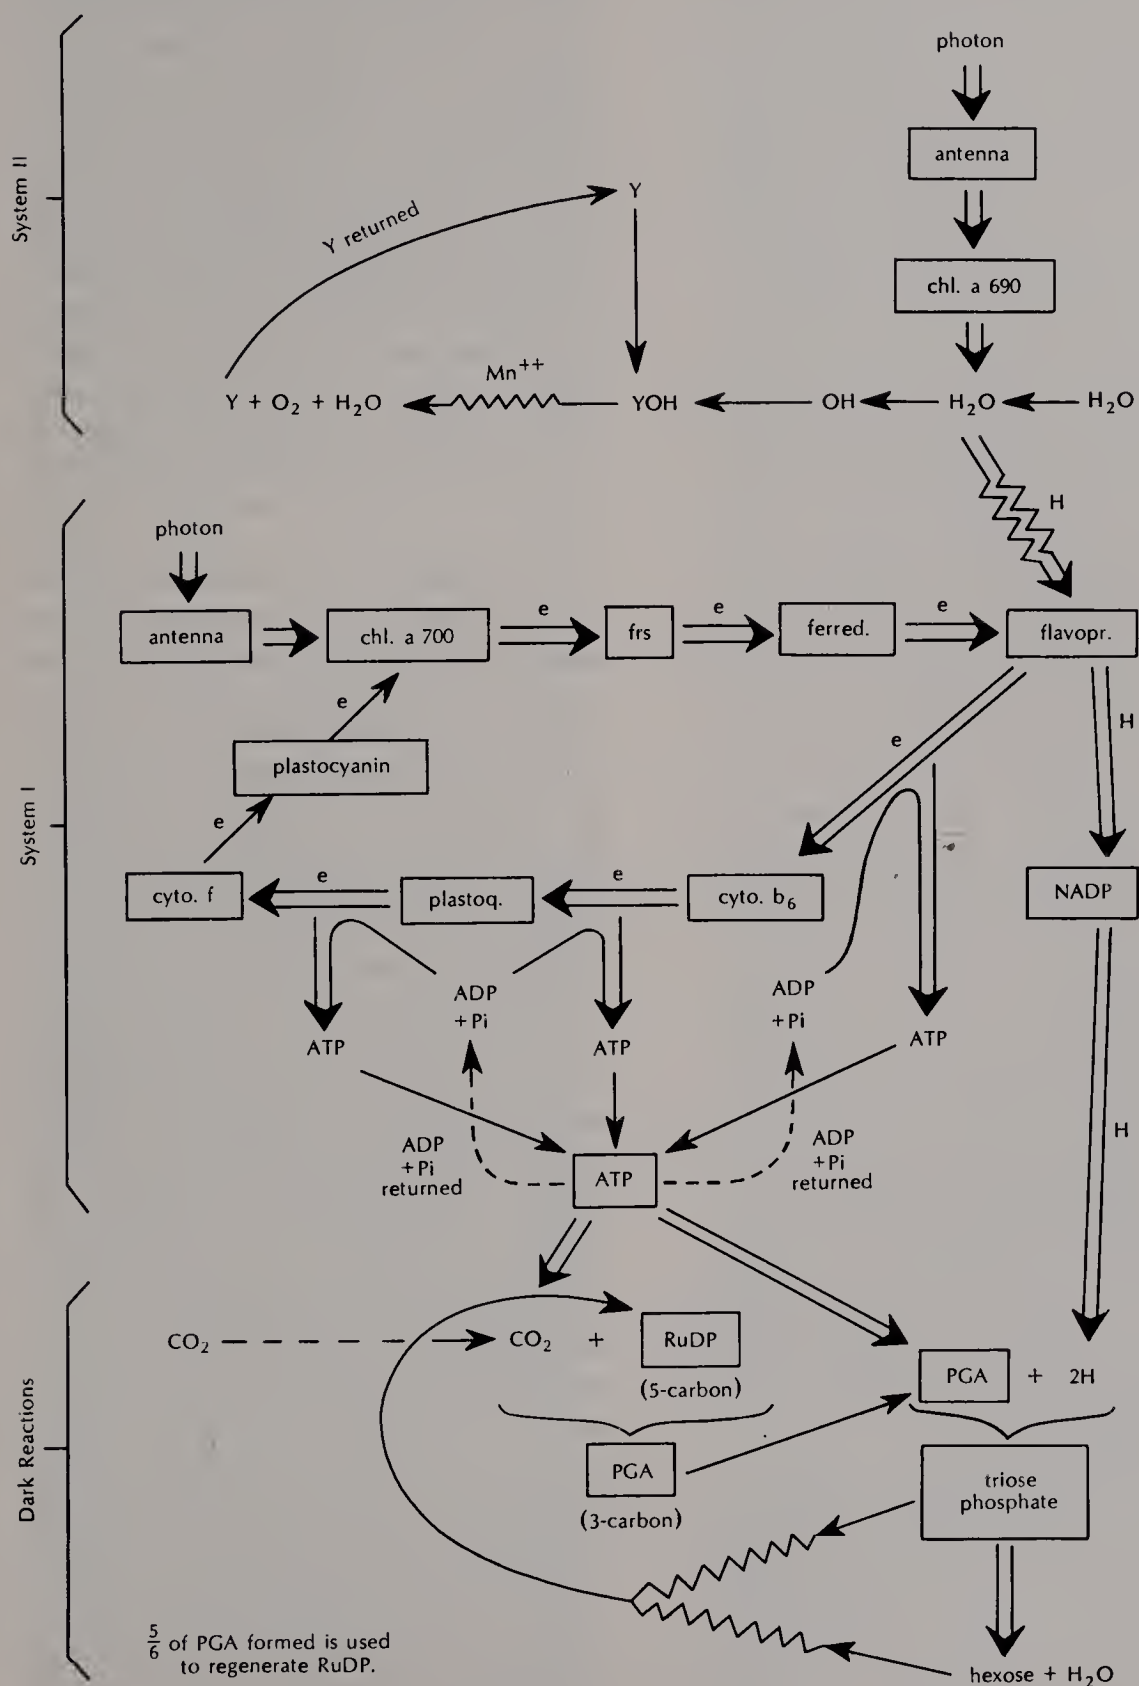 System II
photon
antenna
chl. a 690
Y
Y returned
Mn++
Y + O₂ + H₂O
YOH
OH
H₂O
H₂O
H
System I
photon
antenna
chl. a 700
e
frs
e
ferred.
e
flavopr.
e
plastocyanin
e
e
H
cyto. f
e
plastoq.
e
cyto. b₆
NADP
ADP
+ Pi
ADP
+ Pi
ATP
ATP
ATP
ADP
+ Pi
returned
ATP
ADP
+ Pi
returned
H
Dark Reactions
CO₂
CO₂ + RuDP
(5-carbon)
PGA + 2H
PGA
(3-carbon)
triose
phosphate
5/6 of PGA formed is used
to regenerate RuDP.
hexose + H₂O